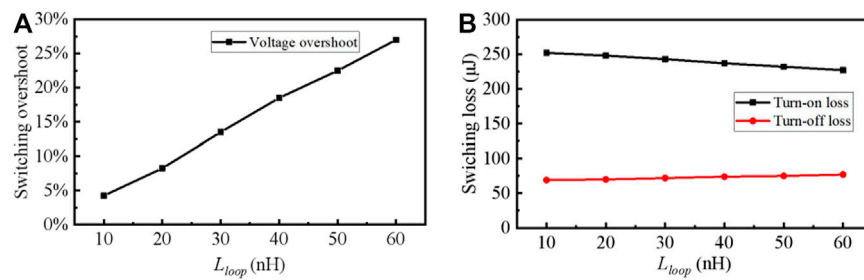 A
30%
25%
20%
15%
10%
5%
0%
Switching overshoot
Voltage overshoot
10 20 30 40 50 60
L_loop (nH)
B
300
250
200
150
100
50
0
Swiching loss (μJ)
Turn-on loss
Turn-off loss
10 20 30 40 50 60
L_loop (nH)